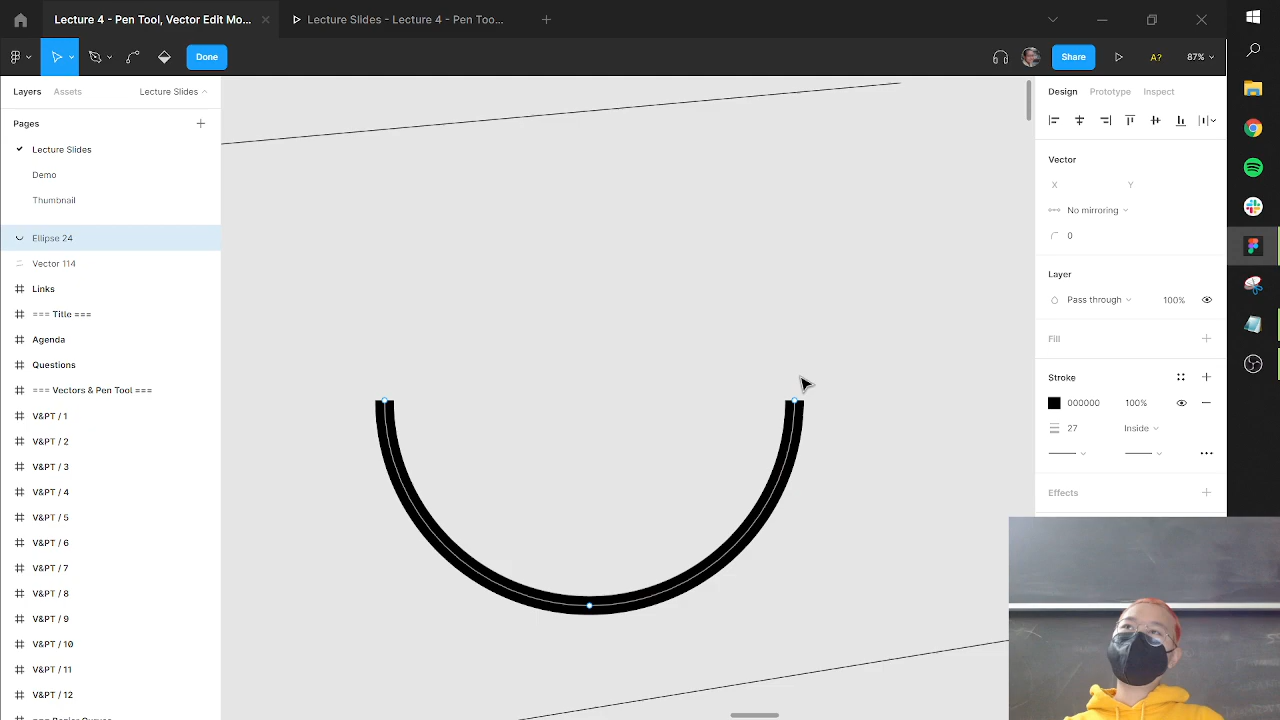 Lecture 4 - Pen Tool, Vector Edit Mo...
Lecture Slides - Lecture 4 - Pen Too...
Done
Share
A?
87%
Layers
Assets
Lecture Slides
Design
Prototype
Inspect
Pages
Lecture Slides
Demo
Thumbnail
Ellipse 24
Vector 114
Links
=== Title ===
Agenda
Questions
=== Vectors & Pen Tool ===
V&PT / 1
V&PT / 2
V&PT / 3
V&PT / 4
V&PT / 5
V&PT / 6
V&PT / 7
V&PT / 8
V&PT / 9
V&PT / 10
V&PT / 11
V&PT / 12
Vector
X
Y
No mirroring
0
Layer
Pass through
100%
Fill
Stroke
000000
100%
27
Inside
Effects